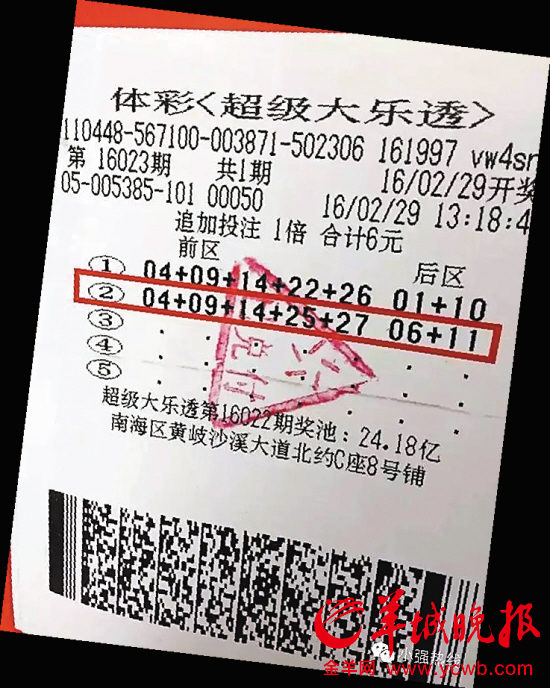 体彩<超级大乐透>
110448-567100-003871-502306 161997 vw4sn
第 16023期 共1期 16/02/29开奖
05-005385-101 00050 16/02/29 13:18:4
追加投注 1倍 合计6元
前区 后区
① 04+09+14+22+26 01+10
② 04+09+14+25+27 06+11
③
④
⑤
超级大乐透第16022期奖池：24.18亿
南海区黄岐沙溪大道北约C座8号铺
兑付
羊城晚报
小强热线
金羊网 www.ycwb.com